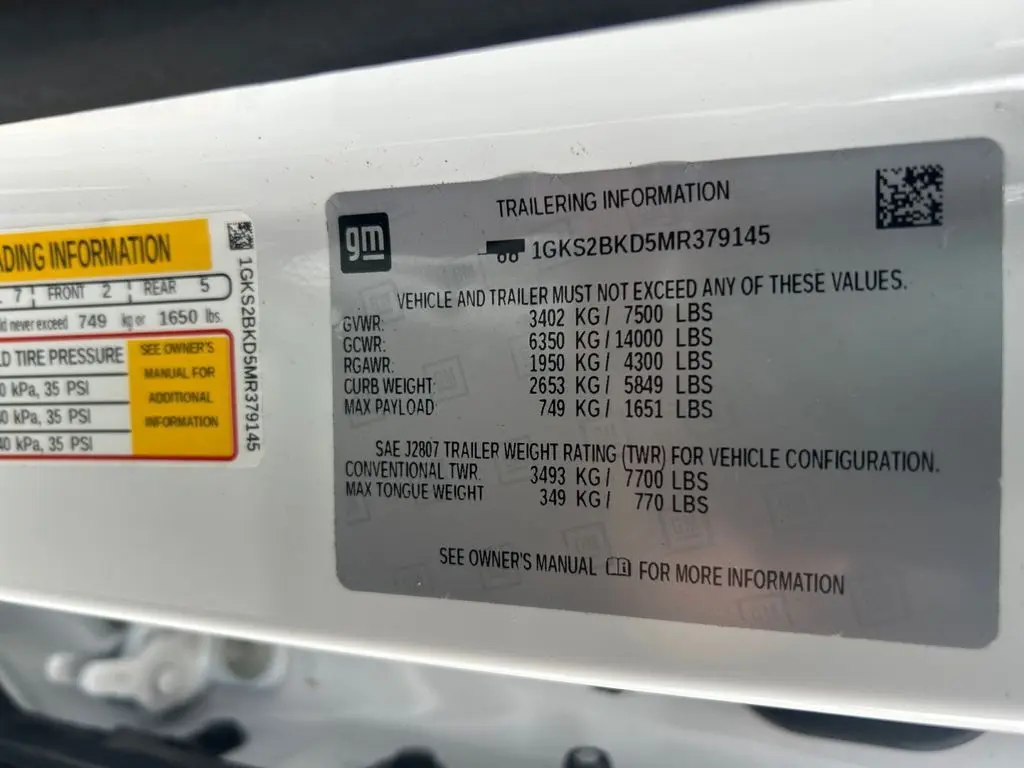 ADING INFORMATION
7 FRONT 2 REAR 5
never exceed 749 kg or 1650 lbs.
TIRE PRESSURE
kPa, 35 PSI
kPa, 35 PSI
kPa, 35 PSI
SEE OWNER'S
MANUAL FOR
ADDITIONAL
INFORMATION
1GKS2BKD5MR379145
gm
TRAILERING INFORMATION
1GKS2BKD5MR379145
VEHICLE AND TRAILER MUST NOT EXCEED ANY OF THESE VALUES.
GVWR: 3402 KG/ 7500 LBS
GCWR: 6350 KG/14000 LBS
RGAWR: 1950 KG/ 4300 LBS
CURB WEIGHT: 2653 KG/ 5849 LBS
MAX PAYLOAD: 749 KG/ 1651 LBS
SAE J2807 TRAILER WEIGHT RATING (TWR) FOR VEHICLE CONFIGURATION.
CONVENTIONAL TWR. 3493 KG/ 7700 LBS
MAX TONGUE WEIGHT 349 KG/ 770 LBS
SEE OWNER'S MANUAL FOR MORE INFORMATION